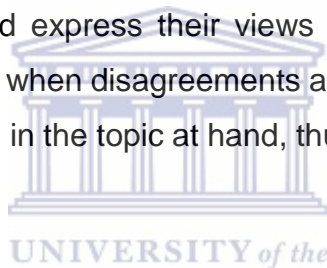 d express their views
when disagreements a
in the topic at hand, thu
UNIVERSITY of the